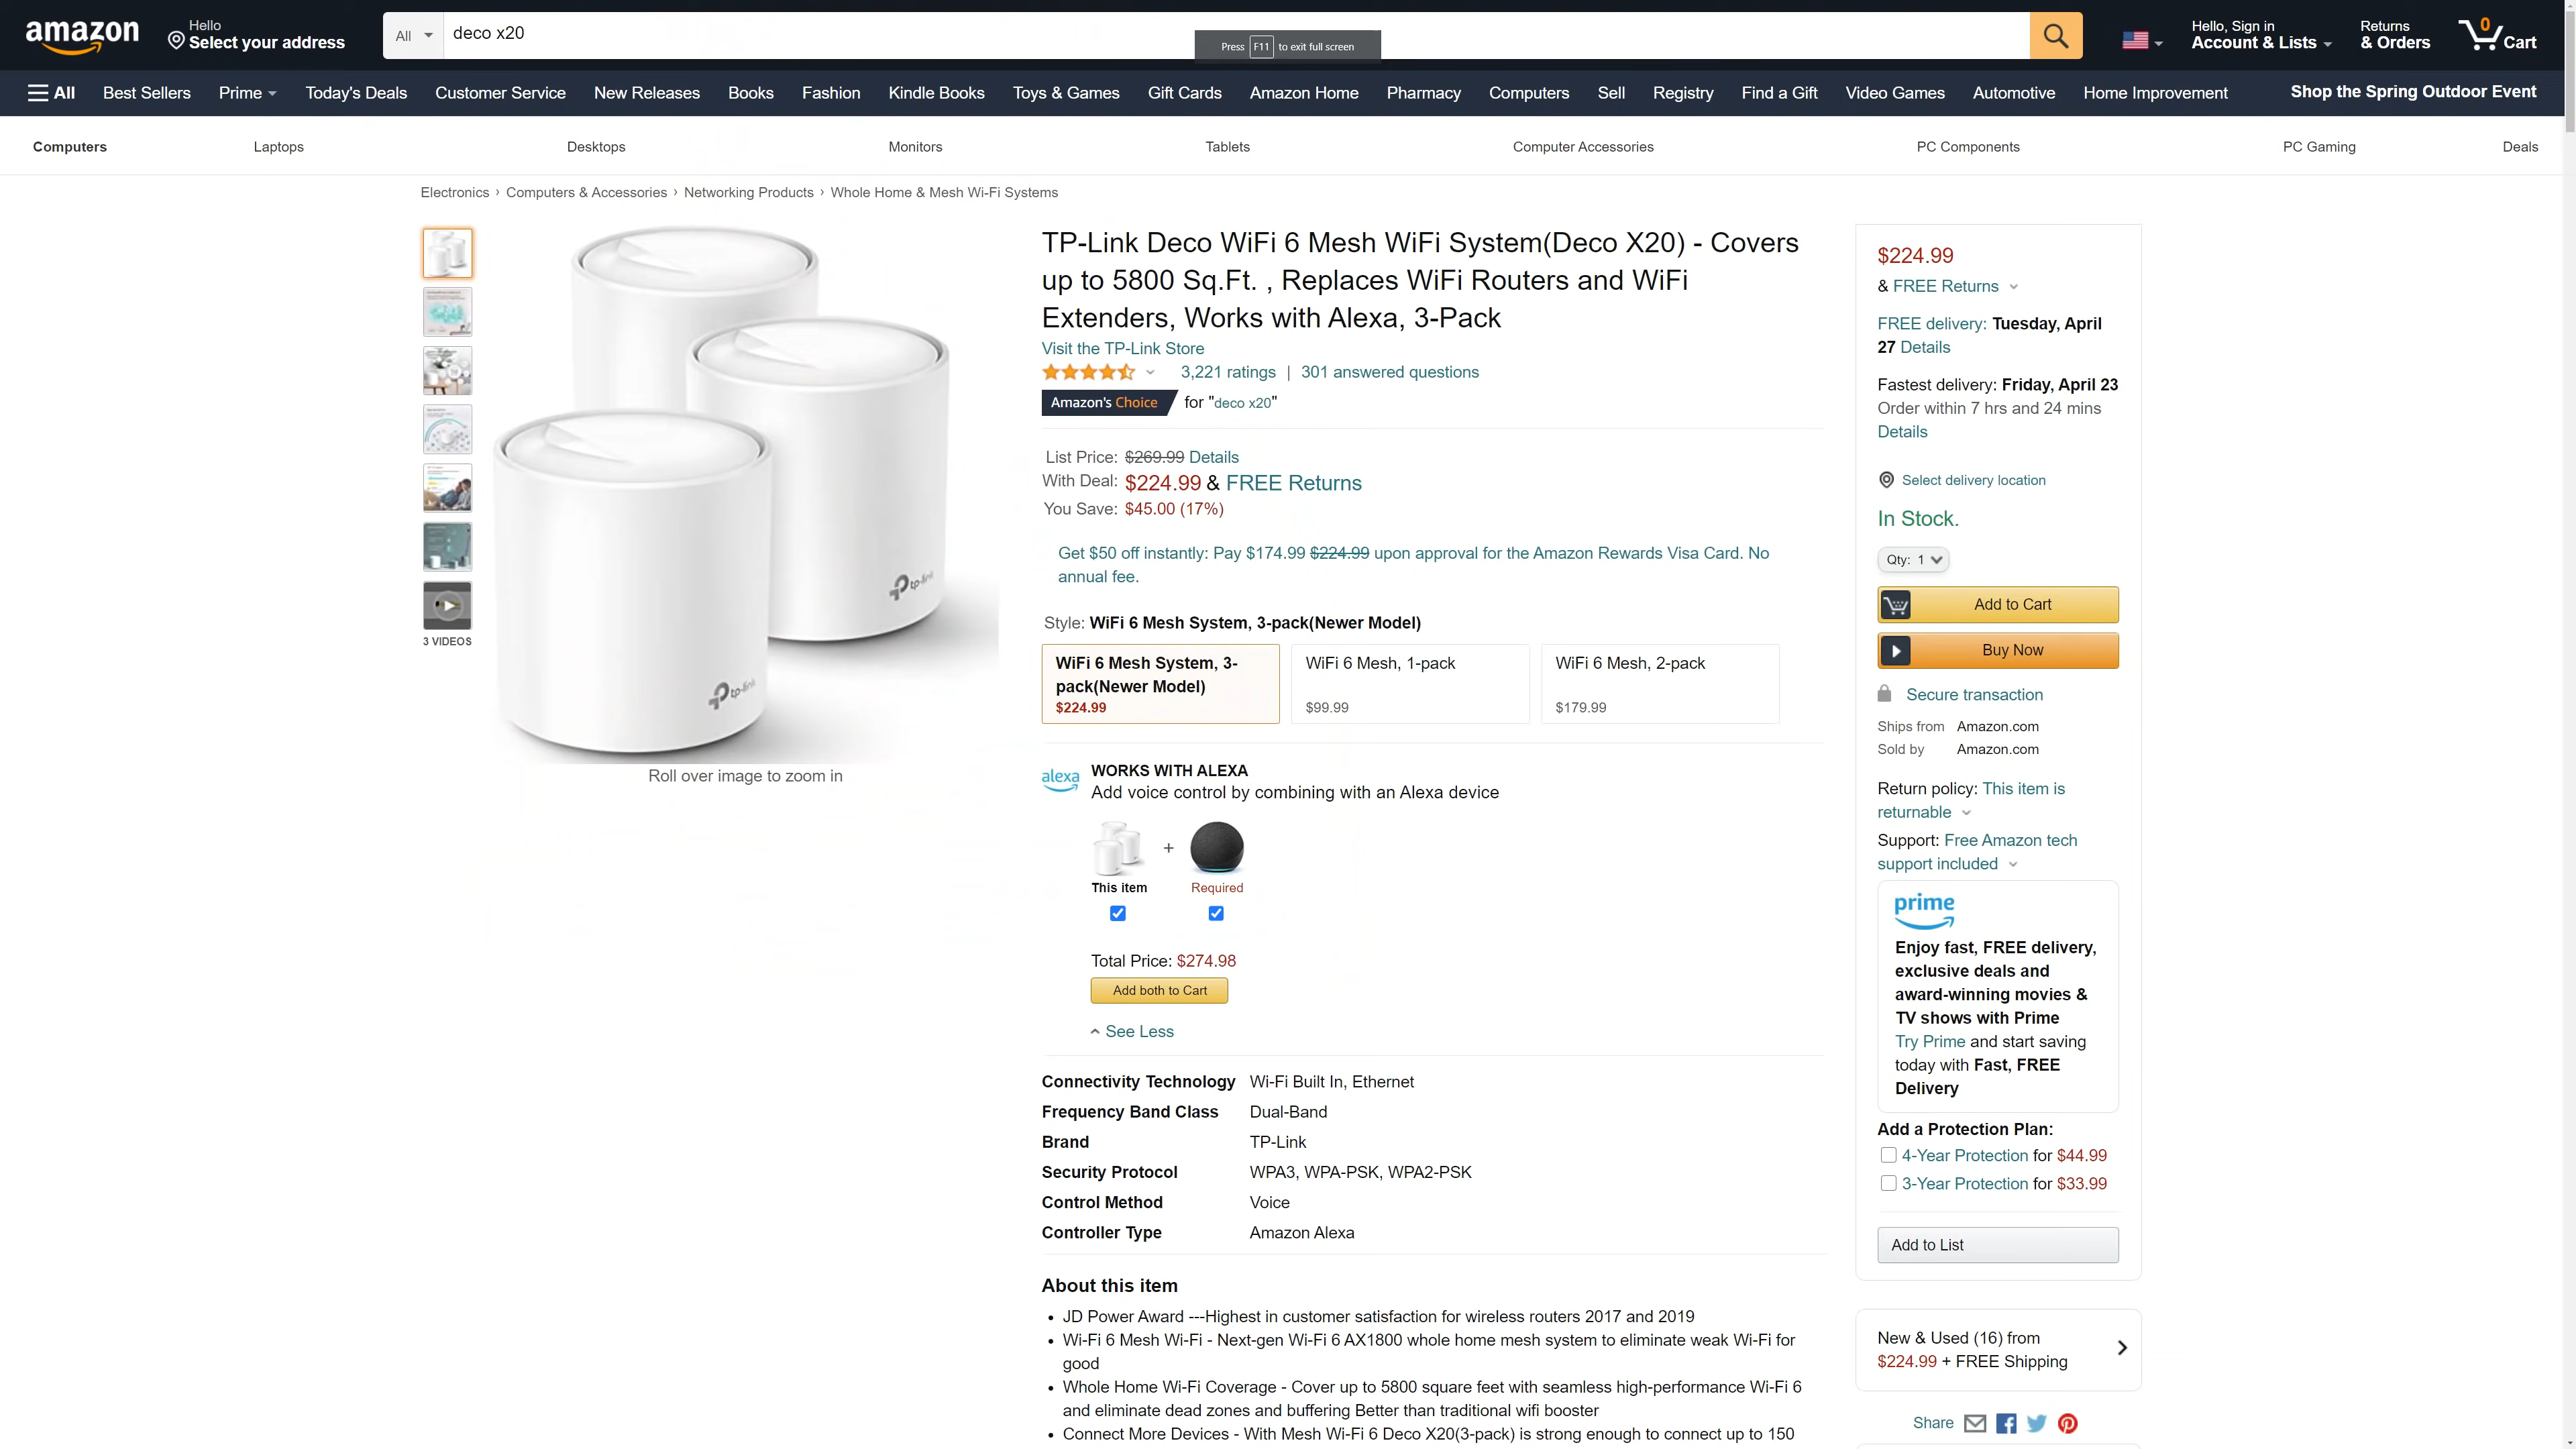 amazon
Hello
Select your address
All
deco x20
Press F11 to exit full screen
Hello, Sign in
Account & Lists
Returns
& Orders
0
Cart
All
Best Sellers
Prime
Today's Deals
Customer Service
New Releases
Books
Fashion
Kindle Books
Toys & Games
Gift Cards
Amazon Home
Pharmacy
Computers
Sell
Registry
Find a Gift
Video Games
Automotive
Home Improvement
Shop the Spring Outdoor Event
Computers
Laptops
Desktops
Monitors
Tablets
Computer Accessories
PC Components
PC Gaming
Deals
Electronics › Computers & Accessories › Networking Products › Whole Home & Mesh Wi-Fi Systems
3 VIDEOS
tp-link
tp-link
Roll over image to zoom in
TP-Link Deco WiFi 6 Mesh WiFi System(Deco X20) - Covers
up to 5800 Sq.Ft. , Replaces WiFi Routers and WiFi
Extenders, Works with Alexa, 3-Pack
Visit the TP-Link Store
3,221 ratings | 301 answered questions
Amazon's Choice for "deco x20"
List Price: $269.99 Details
With Deal: $224.99 & FREE Returns
You Save: $45.00 (17%)
Get $50 off instantly: Pay $174.99 $224.99 upon approval for the Amazon Rewards Visa Card. No
annual fee.
Style: WiFi 6 Mesh System, 3-pack(Newer Model)
WiFi 6 Mesh System, 3-
pack(Newer Model)
$224.99
WiFi 6 Mesh, 1-pack
$99.99
WiFi 6 Mesh, 2-pack
$179.99
alexa
WORKS WITH ALEXA
Add voice control by combining with an Alexa device
+
This item
Required
Total Price: $274.98
Add both to Cart
See Less
Connectivity Technology Wi-Fi Built In, Ethernet
Frequency Band Class Dual-Band
Brand TP-Link
Security Protocol WPA3, WPA-PSK, WPA2-PSK
Control Method Voice
Controller Type Amazon Alexa
About this item
• JD Power Award ---Highest in customer satisfaction for wireless routers 2017 and 2019
• Wi-Fi 6 Mesh Wi-Fi - Next-gen Wi-Fi 6 AX1800 whole home mesh system to eliminate weak Wi-Fi for
good
• Whole Home Wi-Fi Coverage - Cover up to 5800 square feet with seamless high-performance Wi-Fi 6
and eliminate dead zones and buffering Better than traditional wifi booster
• Connect More Devices - With Mesh Wi-Fi 6 Deco X20(3-pack) is strong enough to connect up to 150
$224.99
& FREE Returns
FREE delivery: Tuesday, April
27 Details
Fastest delivery: Friday, April 23
Order within 7 hrs and 24 mins
Details
Select delivery location
In Stock.
Qty: 1
Add to Cart
Buy Now
Secure transaction
Ships from Amazon.com
Sold by Amazon.com
Return policy: This item is
returnable
Support: Free Amazon tech
support included
prime
Enjoy fast, FREE delivery,
exclusive deals and
award-winning movies &
TV shows with Prime
Try Prime and start saving
today with Fast, FREE
Delivery
Add a Protection Plan:
4-Year Protection for $44.99
3-Year Protection for $33.99
Add to List
New & Used (16) from
$224.99 + FREE Shipping
Share